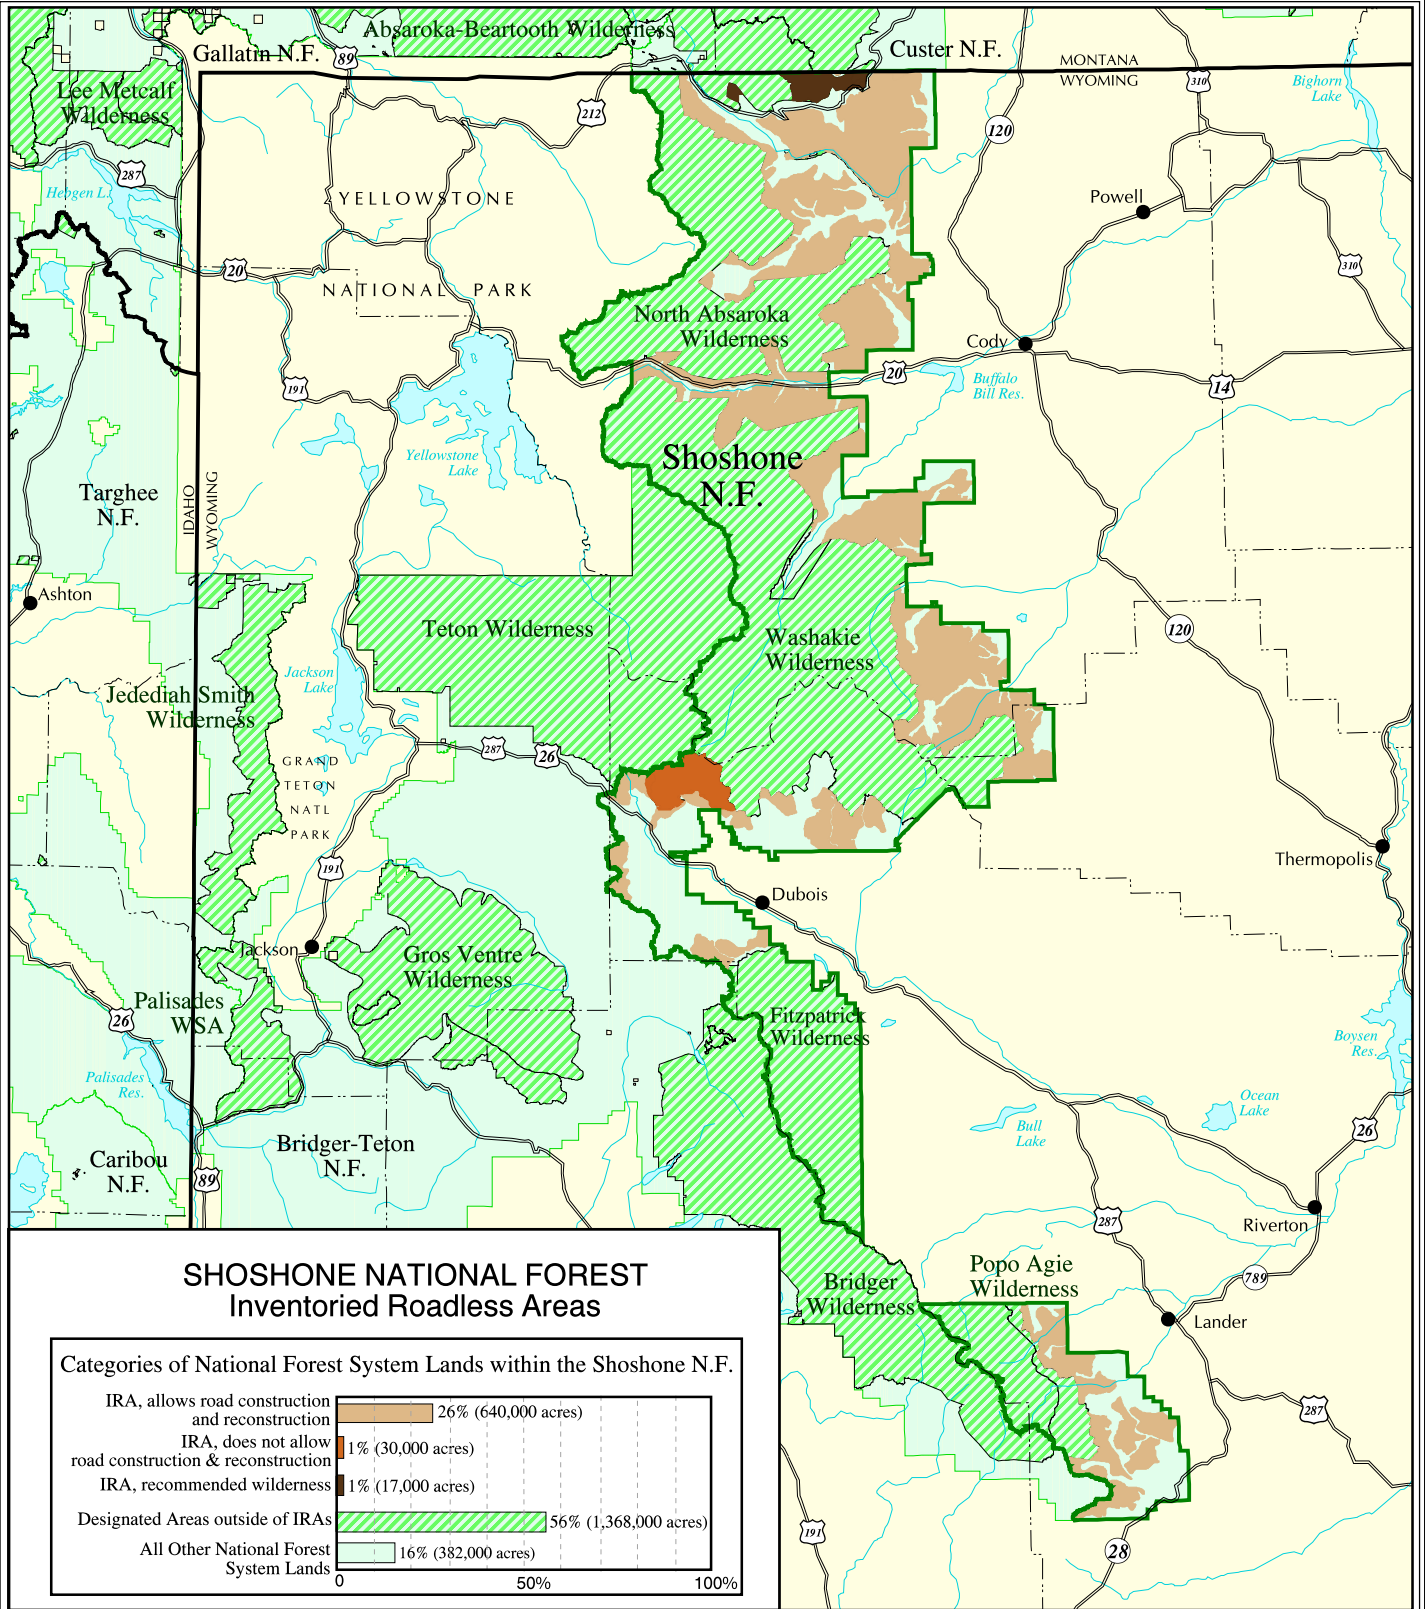 Absaroka-Beartooth Wilderness
Gallatin N.F.
89
Custer N.F.
MONTANA
WYOMING
310
Bighorn
Lake
Lee Metcalf
Wilderness
212
120
287
Hebgen L.
YELLOWSTONE
Powell
20
NATIONAL PARK
310
North Absaroka
Wilderness
Cody
20
191
Buffalo
Bill Res.
14
Yellowstone
Lake
Shoshone
N.F.
Targhee
N.F.
IDAHO
WYOMING
Ashton
Teton Wilderness
Washakie
Wilderness
120
Jackson
Lake
Jedediah Smith
Wilderness
287
26
GRAND
TETON
NATL
PARK
191
Thermopolis
Dubois
Jackson
Gros Ventre
Wilderness
Palisades
WSA
26
Fitzpatrick
Wilderness
Boysen
Res.
Palisades
Res.
Ocean
Lake
Bull
Lake
26
Bridger-Teton
N.F.
Caribou
N.F.
89
287
Riverton
789
Popo Agie
Wilderness
Bridger
Wilderness
Lander
287
191
28
SHOSHONE NATIONAL FOREST
Inventoried Roadless Areas
Categories of National Forest System Lands within the Shoshone N.F.
IRA, allows road construction
and reconstruction
26% (640,000 acres)
IRA, does not allow
road construction & reconstruction
1% (30,000 acres)
IRA, recommended wilderness
1% (17,000 acres)
Designated Areas outside of IRAs
56% (1,368,000 acres)
All Other National Forest
System Lands
16% (382,000 acres)
0 50% 100%